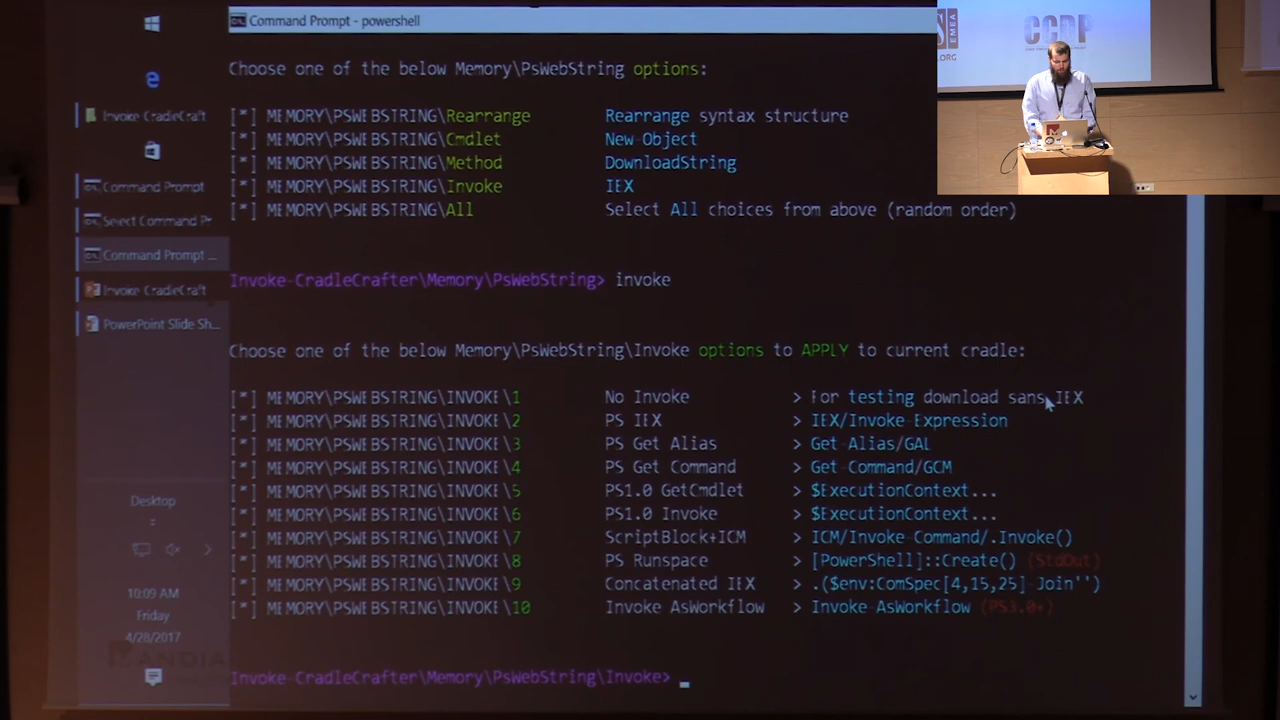 Command Prompt - powershell
Choose one of the below Memory\PsWebString options:
[*] MEMORY\PSWEBSTRING\Rearrange Rearrange syntax structure
[*] MEMORY\PSWEBSTRING\Cmdlet New-Object
[*] MEMORY\PSWEBSTRING\Method DownloadString
[*] MEMORY\PSWEBSTRING\Invoke IEX
[*] MEMORY\PSWEBSTRING\All Select All choices from above (random order)
Invoke-CradleCrafter\Memory\PsWebString> invoke
Choose one of the below Memory\PsWebString\Invoke options to APPLY to current cradle:
[*] MEMORY\PSWEBSTRING\INVOKE\1 No Invoke > For testing download sans IEX
[*] MEMORY\PSWEBSTRING\INVOKE\2 PS IEX > IEX/Invoke-Expression
[*] MEMORY\PSWEBSTRING\INVOKE\3 PS Get-Alias > Get-Alias/GAL
[*] MEMORY\PSWEBSTRING\INVOKE\4 PS Get-Command > Get-Command/GCM
[*] MEMORY\PSWEBSTRING\INVOKE\5 PS1.0 GetCmdlet > $ExecutionContext...
[*] MEMORY\PSWEBSTRING\INVOKE\6 PS1.0 Invoke > $ExecutionContext...
[*] MEMORY\PSWEBSTRING\INVOKE\7 ScriptBlock+ICM > ICM/Invoke-Command/.Invoke()
[*] MEMORY\PSWEBSTRING\INVOKE\8 PS Runspace > [PowerShell]::Create() (StdOut)
[*] MEMORY\PSWEBSTRING\INVOKE\9 Concatenated IEX > .($env:ComSpec[4,15,25]-Join'')
[*] MEMORY\PSWEBSTRING\INVOKE\10 Invoke-AsWorkflow > Invoke-AsWorkflow (PS3.0+)
Invoke-CradleCrafter\Memory\PsWebString\Invoke>
Invoke-CradleCraft
Command Prompt
Select Command Pr
Command Prompt ...
Invoke-CradleCraft
PowerPoint Slide Sh...
Desktop
10:09 AM
Friday
4/28/2017
MANDIA
EMEA
.ORG